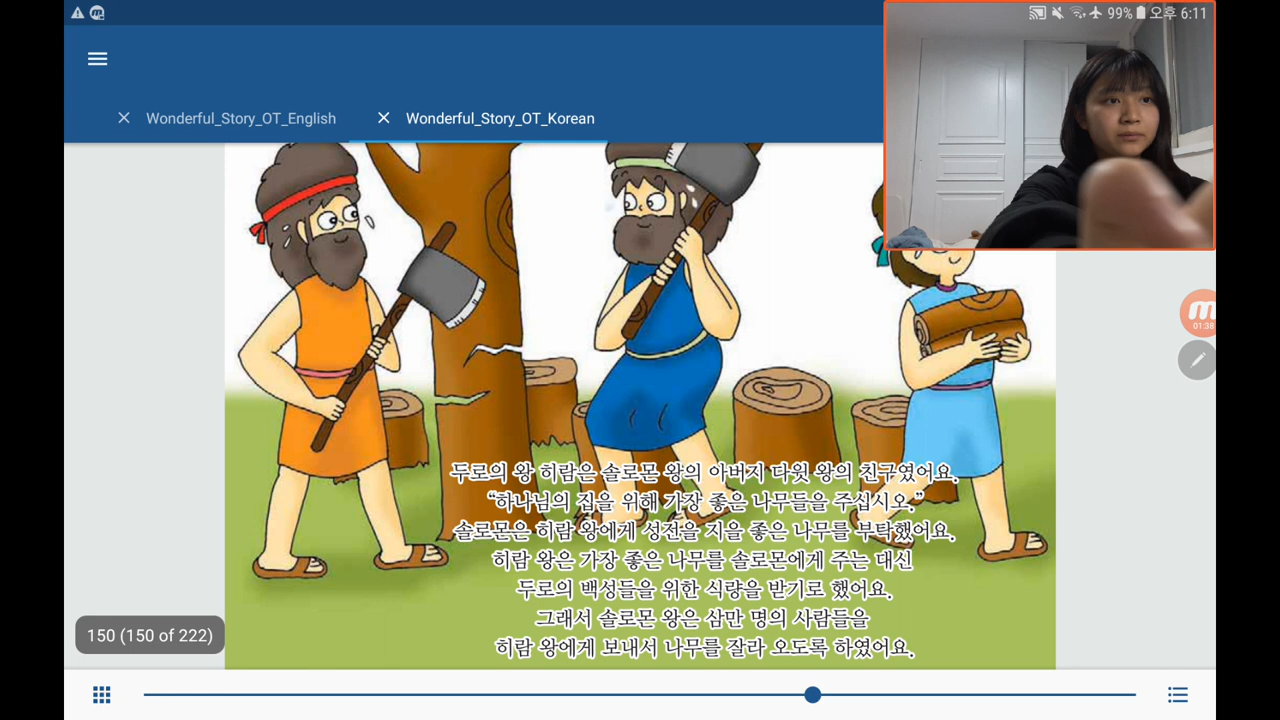 99% 오후 6:11
Wonderful_Story_OT_English
Wonderful_Story_OT_Korean
01:38
두로의 왕 히람은 솔로몬 왕의 아버지 다윗 왕의 친구였어요.
“하나님의 집을 위해 가장 좋은 나무들을 주십시오.”
솔로몬은 히람 왕에게 성전을 지을 좋은 나무를 부탁했어요.
히람 왕은 가장 좋은 나무를 솔로몬에게 주는 대신
두로의 백성들을 위한 식량을 받기로 했어요.
그래서 솔로몬 왕은 삼만 명의 사람들을
히람 왕에게 보내서 나무를 잘라 오도록 하였어요.
150 (150 of 222)